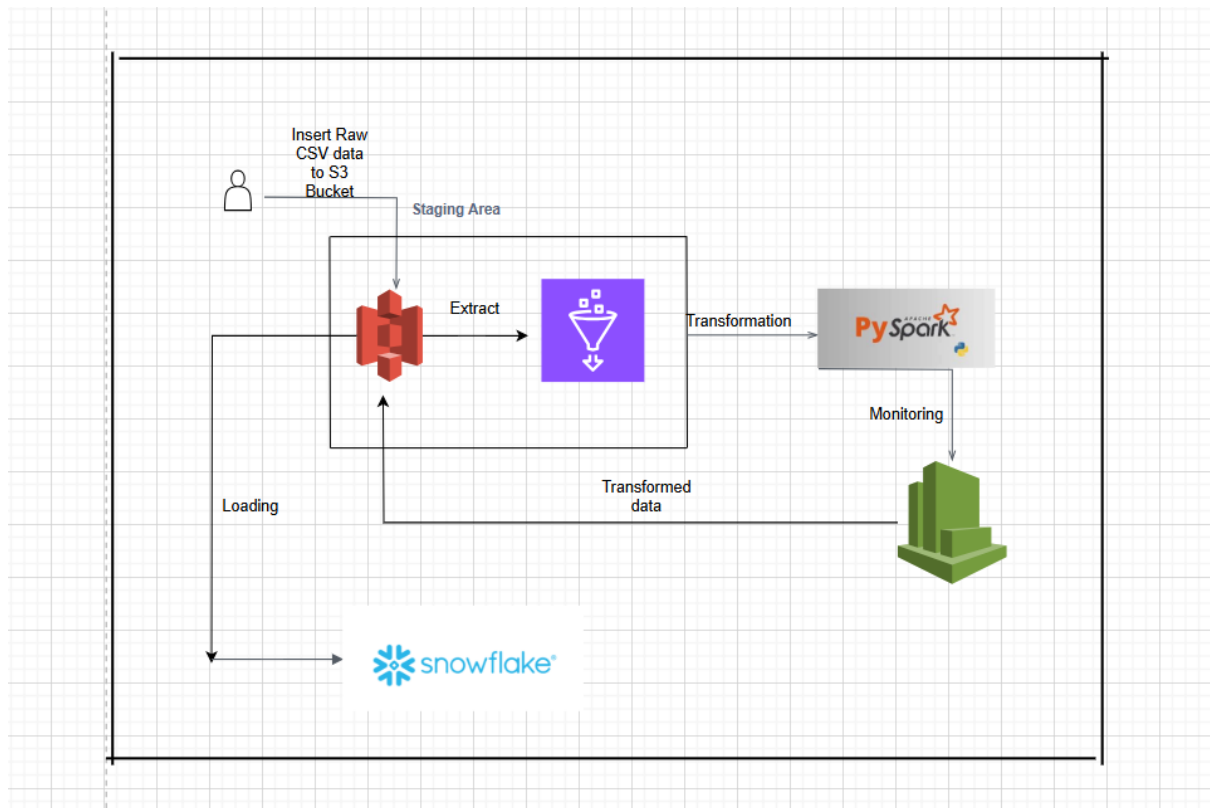 Insert Raw
CSV data
to S3
Bucket
Staging Area
Extract
Transformation
APACHE
PySpark
Monitoring
Transformed
data
Loading
snowflake®